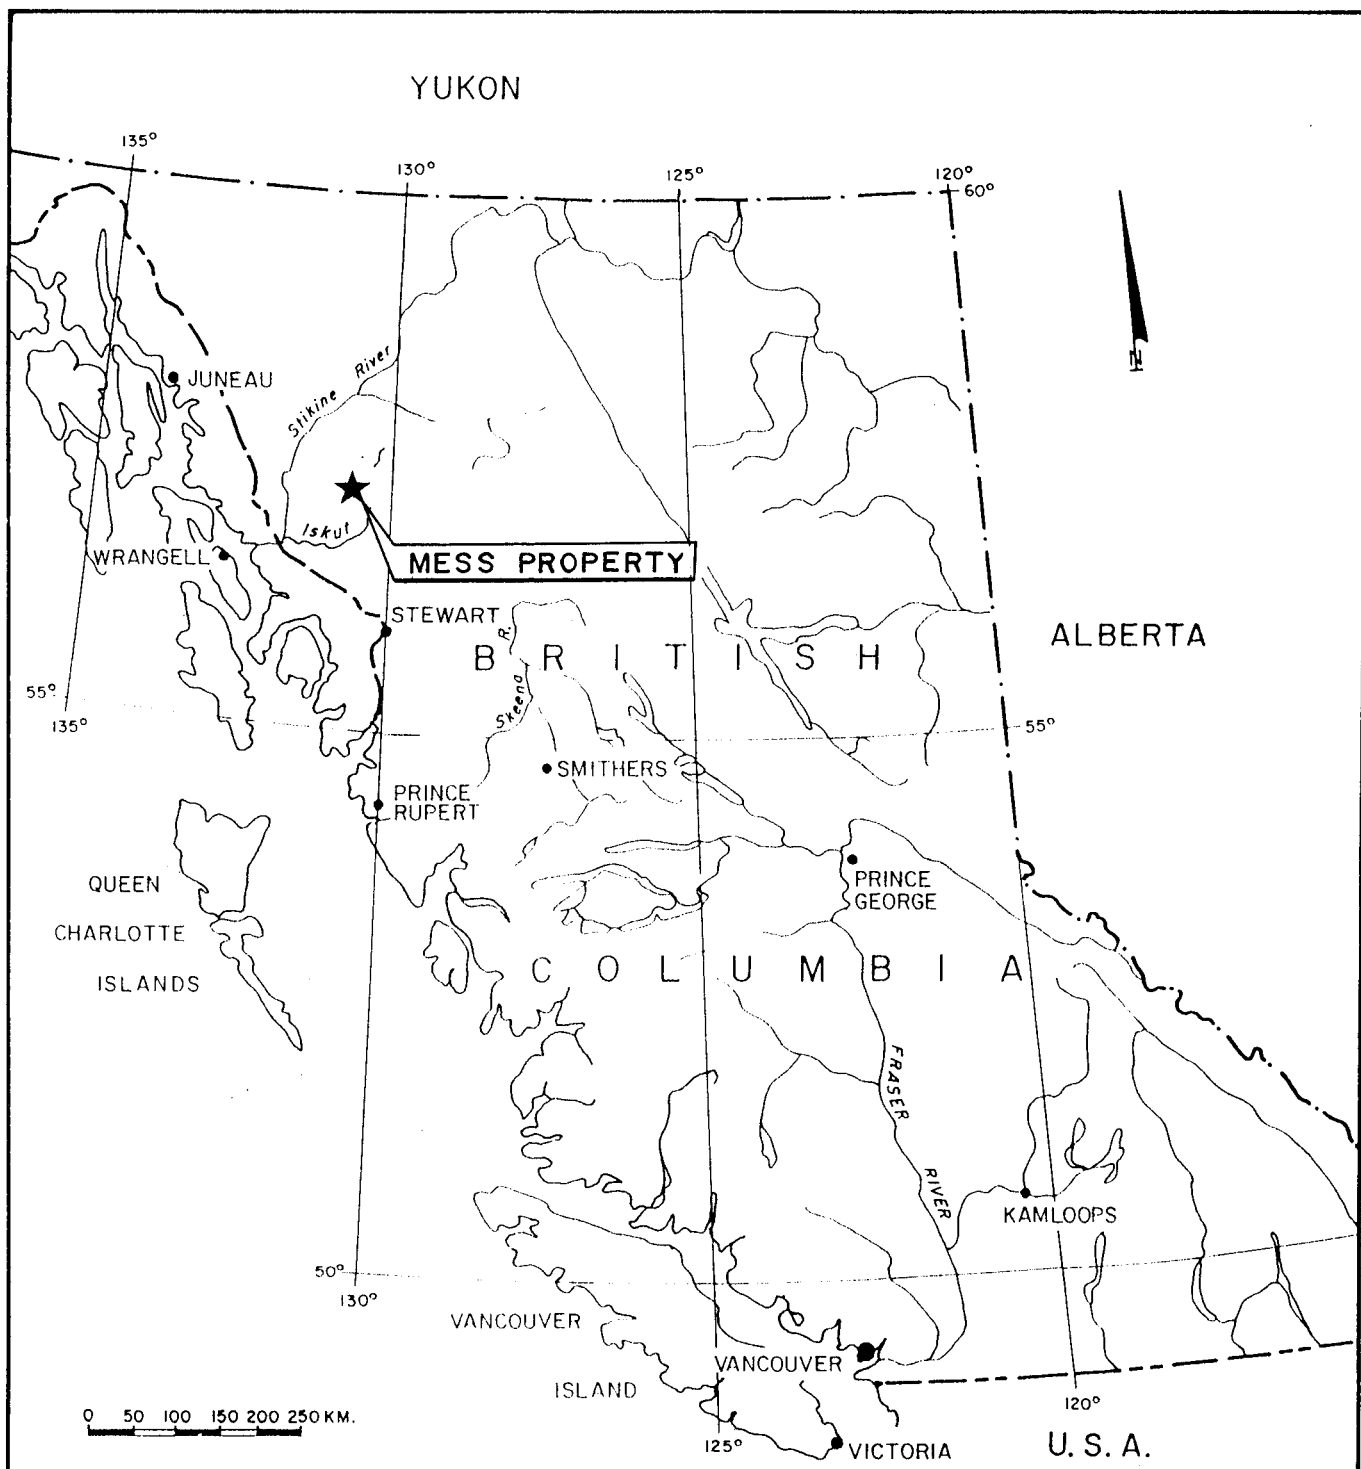 YUKON
135°
130°
125°
120°
60°
N
JUNEAU
Stikine River
Iskut
WRANGELL
MESS PROPERTY
STEWART
BRITISH
ALBERTA
Skeena R.
55°
135°
55°
SMITHERS
PRINCE
RUPERT
PRINCE
GEORGE
QUEEN
CHARLOTTE
ISLANDS
COLUMBIA
FRASER RIVER
KAMLOOPS
50°
130°
VANCOUVER
ISLAND
VANCOUVER
120°
125°
VICTORIA
U. S. A.
0 50 100 150 200 250 KM.